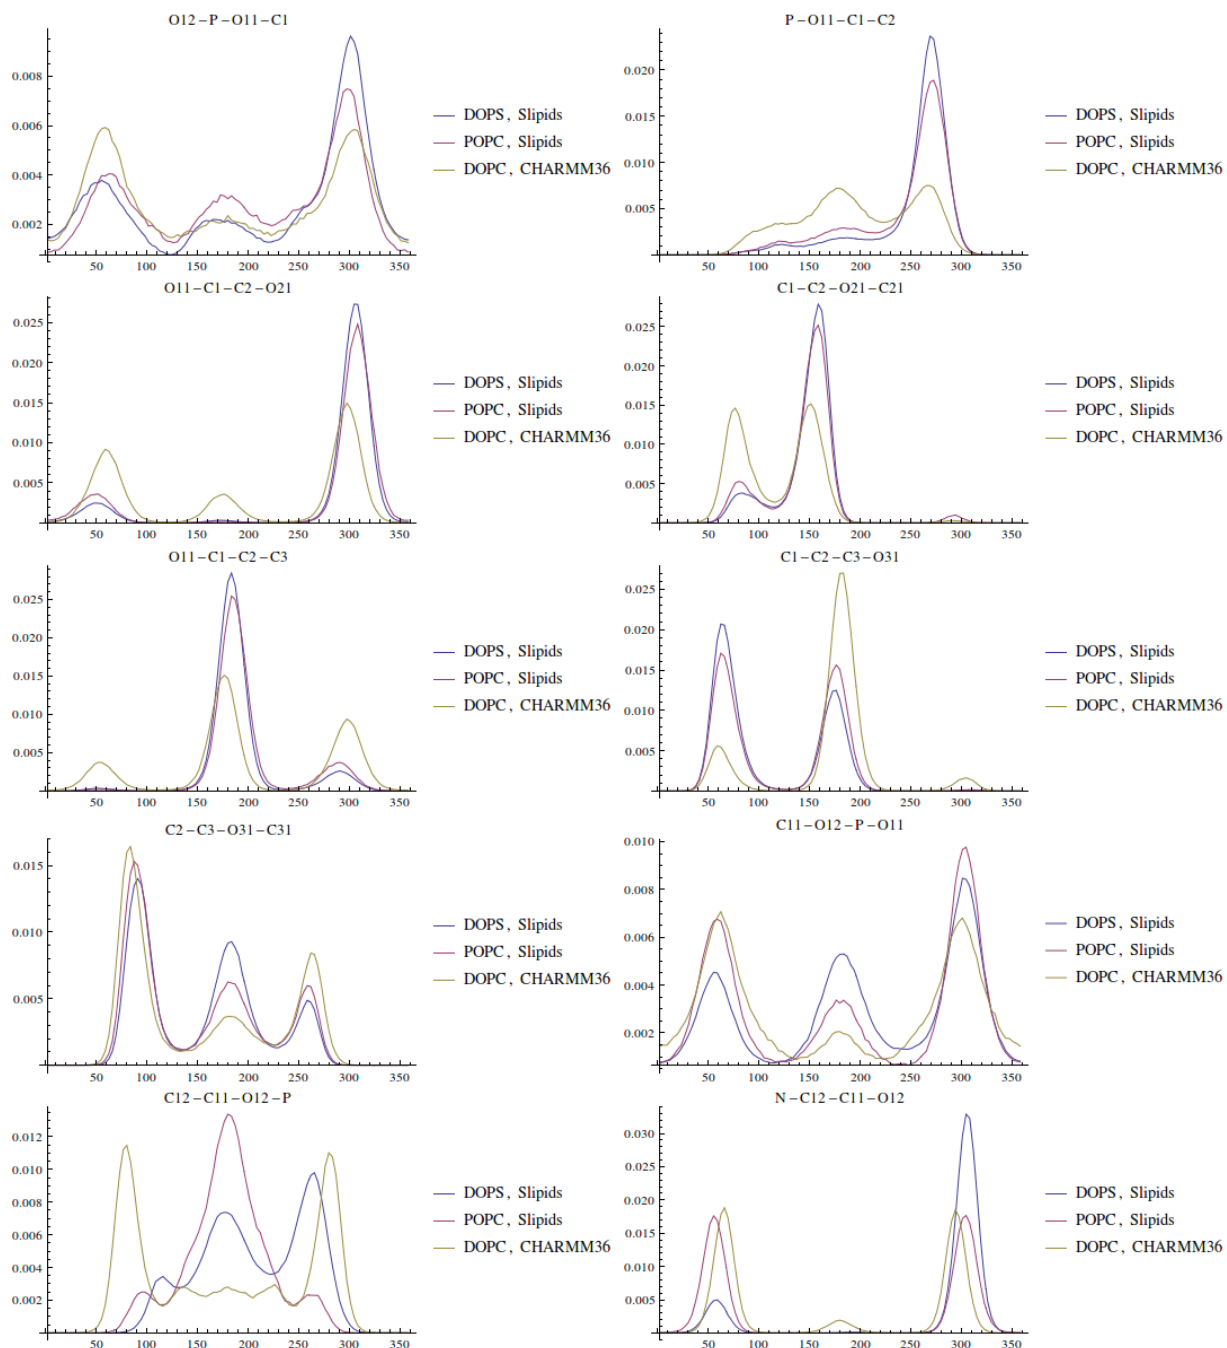 O12-P-O11-C1
0.008
0.006
0.004
0.002
50 100 150 200 250 300 350
DOPS, Slipids
POPC, Slipids
DOPC, CHARMM36
P-O11-C1-C2
0.020
0.015
0.010
0.005
50 100 150 200 250 300 350
DOPS, Slipids
POPC, Slipids
DOPC, CHARMM36
O11-C1-C2-O21
0.025
0.020
0.015
0.010
0.005
50 100 150 200 250 300 350
DOPS, Slipids
POPC, Slipids
DOPC, CHARMM36
C1-C2-O21-C21
0.025
0.020
0.015
0.010
0.005
50 100 150 200 250 300 350
DOPS, Slipids
POPC, Slipids
DOPC, CHARMM36
O11-C1-C2-C3
0.025
0.020
0.015
0.010
0.005
50 100 150 200 250 300 350
DOPS, Slipids
POPC, Slipids
DOPC, CHARMM36
C1-C2-C3-O31
0.025
0.020
0.015
0.010
0.005
50 100 150 200 250 300 350
DOPS, Slipids
POPC, Slipids
DOPC, CHARMM36
C2-C3-O31-C31
0.015
0.010
0.005
50 100 150 200 250 300 350
DOPS, Slipids
POPC, Slipids
DOPC, CHARMM36
C11-O12-P-O11
0.010
0.008
0.006
0.004
0.002
50 100 150 200 250 300 350
DOPS, Slipids
POPC, Slipids
DOPC, CHARMM36
C12-C11-O12-P
0.012
0.010
0.008
0.006
0.004
0.002
50 100 150 200 250 300 350
DOPS, Slipids
POPC, Slipids
DOPC, CHARMM36
N-C12-C11-O12
0.030
0.025
0.020
0.015
0.010
0.005
50 100 150 200 250 300 350
DOPS, Slipids
POPC, Slipids
DOPC, CHARMM36